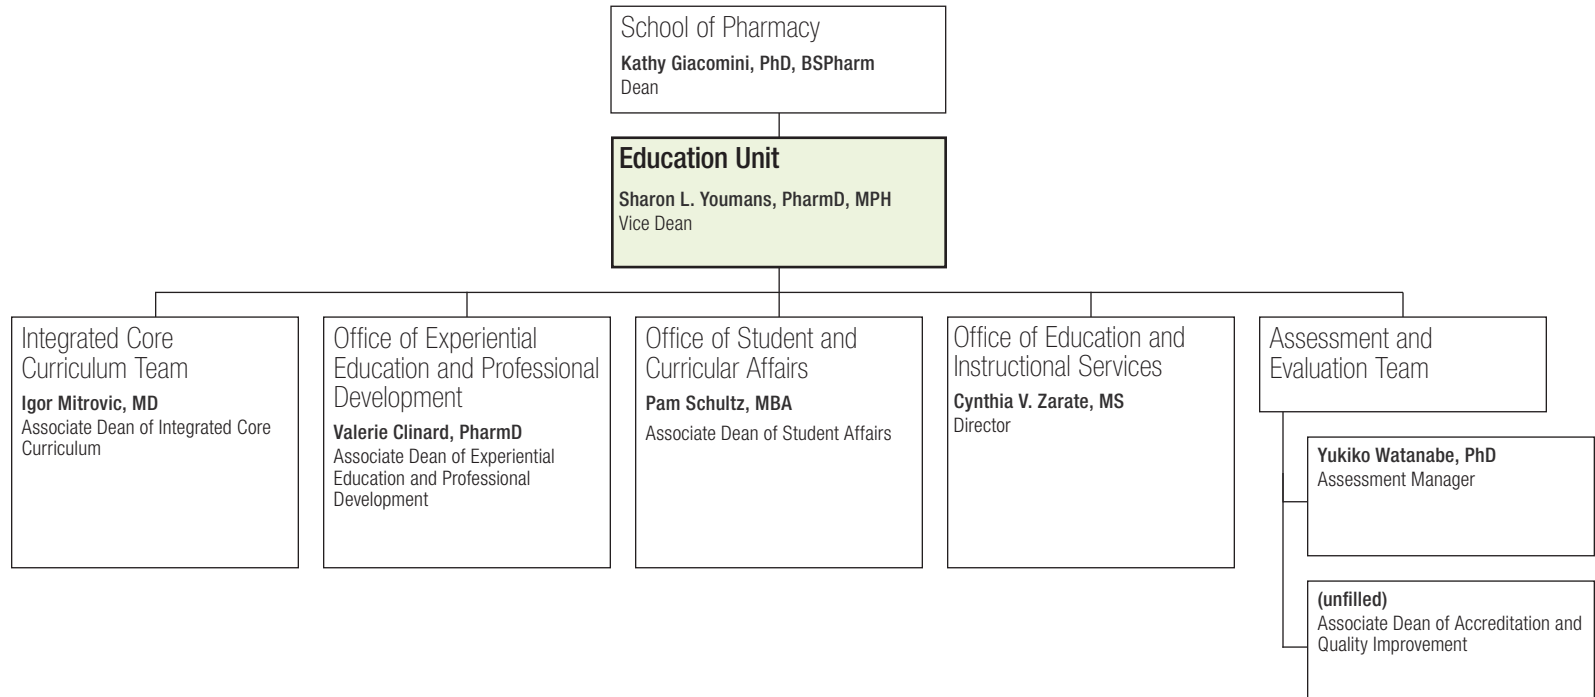 School of Pharmacy
Kathy Giacomini, PhD, BSPharm
Dean
Education Unit
Sharon L. Youmans, PharmD, MPH
Vice Dean
Integrated Core
Curriculum Team
Igor Mitrovic, MD
Associate Dean of Integrated Core
Curriculum
Office of Experiential
Education and Professional
Development
Valerie Clinard, PharmD
Associate Dean of Experiential
Education and Professional
Development
Office of Student and
Curricular Affairs
Pam Schultz, MBA
Associate Dean of Student Affairs
Office of Education and
Instructional Services
Cynthia V. Zarate, MS
Director
Assessment and
Evaluation Team
Yukiko Watanabe, PhD
Assessment Manager
(unfilled)
Associate Dean of Accreditation and
Quality Improvement